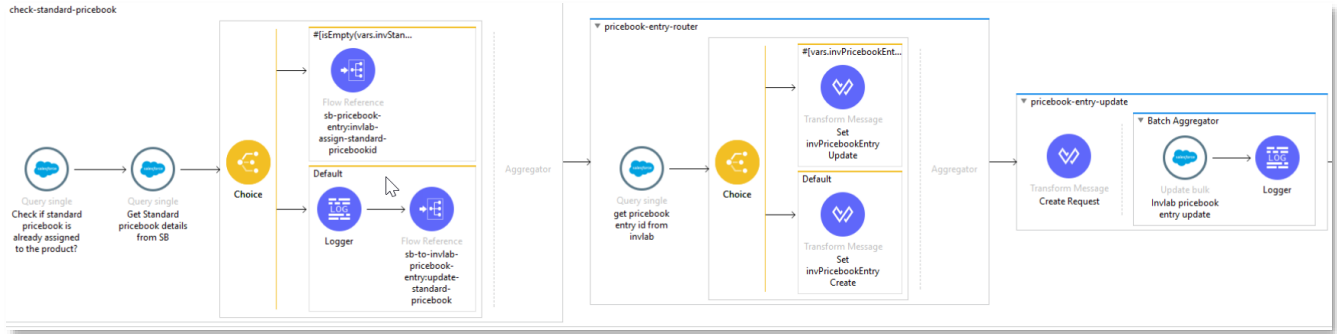 check-standard-pricebook
Query single
Check if standard
pricebook is
already assigned
to the product?
Query single
Get Standard
pricebook details
from SB
Choice
#[isEmpty(vars.invStan...
Flow Reference
sb-pricebook-
entry:invlab-
assign-standard-
pricebookid
Default
LOG
Logger
Flow Reference
sb-to-invlab-
pricebook-
entry:update-
standard-
pricebook
Aggregator
pricebook-entry-router
Query single
get pricebook
entry id from
invlab
Choice
#[vars.invPricebookEnt...
Transform Message
Set
invPricebookEntry
Update
Default
Transform Message
Set
invPricebookEntry
Create
Aggregator
pricebook-entry-update
Transform Message
Create Request
Batch Aggregator
Update bulk
Invlab pricebook
entry update
LOG
Logger